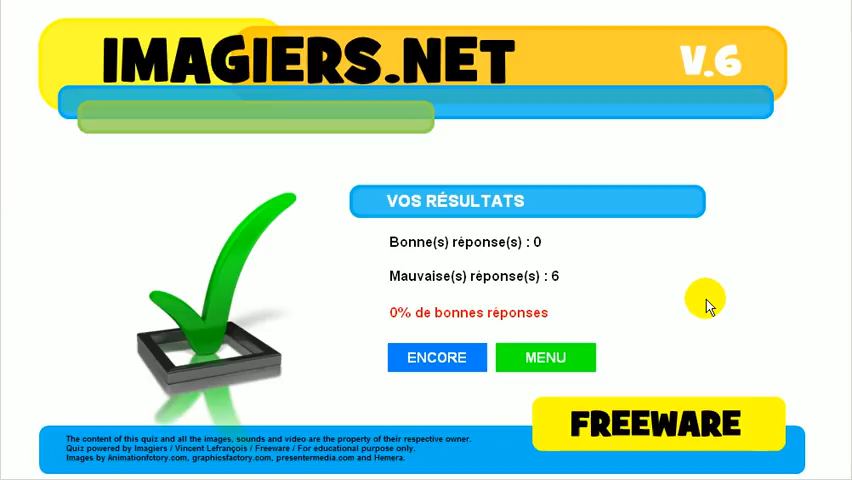 IMAGIERS.NET
V.6
VOS RÉSULTATS
Bonne(s) réponse(s) : 0
Mauvaise(s) réponse(s) : 6
0% de bonnes réponses
ENCORE
MENU
FREEWARE
The content of this quiz and all the images, sounds and video are the property of their respective owner.
Quiz powered by Imagiers / Vincent Lefrançois / Freeware / For educational purpose only.
Images by Animationfctory.com, graphicsfactory.com, presentermedia.com and Hemera.